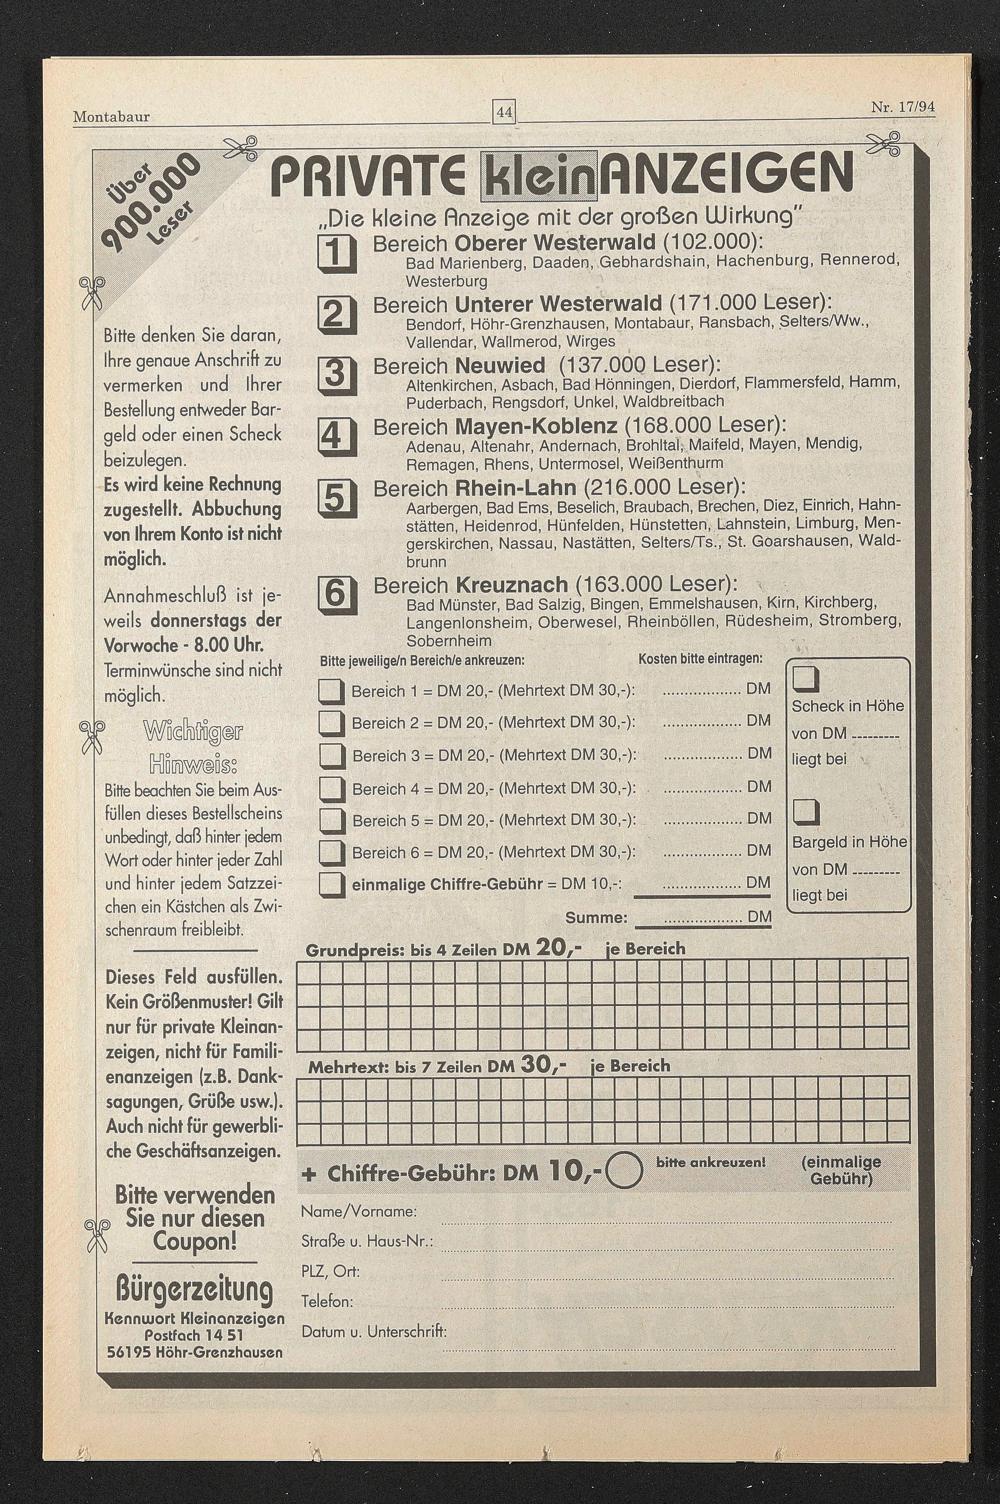 Montabaur
44
Nr. 17/94
Über
900.000
Leser
PRIVATE kleinANZEIGEN
„Die kleine Anzeige mit der großen Wirkung”
1 Bereich Oberer Westerwald (102.000):
Bad Marienberg, Daaden, Gebhardshain, Hachenburg, Rennerod,
Westerburg
2 Bereich Unterer Westerwald (171.000 Leser):
Bendorf, Höhr-Grenzhausen, Montabaur, Ransbach, Selters/Ww.,
Vallendar, Wallmerod, Wirges
3 Bereich Neuwied (137.000 Leser):
Altenkirchen, Asbach, Bad Hönningen, Dierdorf, Flammersfeld, Hamm,
Puderbach, Rengsdorf, Unkel, Waldbreitbach
4 Bereich Mayen-Koblenz (168.000 Leser):
Adenau, Altenahr, Andernach, Brohltal, Maifeld, Mayen, Mendig,
Remagen, Rhens, Untermosel, Weißenthurm
5 Bereich Rhein-Lahn (216.000 Leser):
Aarbergen, Bad Ems, Beselich, Braubach, Brechen, Diez, Einrich, Hahn-
stätten, Heidenrod, Hünfelden, Hünstetten, Lahnstein, Limburg, Men-
gerskirchen, Nassau, Nastätten, Selters/Ts., St. Goarshausen, Wald-
brunn
6 Bereich Kreuznach (163.000 Leser):
Bad Münster, Bad Salzig, Bingen, Emmelshausen, Kirn, Kirchberg,
Langenlonsheim, Oberwesel, Rheinböllen, Rüdesheim, Stromberg,
Sobernheim
Bitte denken Sie daran,
Ihre genaue Anschrift zu
vermerken und Ihrer
Bestellung entweder Bar-
geld oder einen Scheck
beizulegen.
Es wird keine Rechnung
zugestellt. Abbuchung
von Ihrem Konto ist nicht
möglich.
Annahmeschluß ist je-
weils donnerstags der
Vorwoche - 8.00 Uhr.
Terminwünsche sind nicht
möglich.
Wichtiger
Hinweis:
Bitte beachten Sie beim Aus-
füllen dieses Bestellscheins
unbedingt, daß hinter jedem
Wort oder hinter jeder Zahl
und hinter jedem Satzzei-
chen ein Kästchen als Zwi-
schenraum freibleibt.
Dieses Feld ausfüllen.
Kein Größenmuster! Gilt
nur für private Kleinan-
zeigen, nicht für Famili-
enanzeigen (z.B. Dank-
sagungen, Grüße usw.).
Auch nicht für gewerbli-
che Geschäftsanzeigen.
Bitte verwenden
Sie nur diesen
Coupon!
Bürgerzeitung
Kennwort Kleinanzeigen
Postfach 14 51
56195 Höhr-Grenzhausen
Bitte jeweilige/n Bereich/e ankreuzen: Kosten bitte eintragen:
Bereich 1 = DM 20,- (Mehrtext DM 30,-): .................. DM
Bereich 2 = DM 20,- (Mehrtext DM 30,-): .................. DM
Bereich 3 = DM 20,- (Mehrtext DM 30,-): .................. DM
Bereich 4 = DM 20,- (Mehrtext DM 30,-): .................. DM
Bereich 5 = DM 20,- (Mehrtext DM 30,-): .................. DM
Bereich 6 = DM 20,- (Mehrtext DM 30,-): .................. DM
einmalige Chiffre-Gebühr = DM 10,-: .................. DM
Summe: .................. DM
Scheck in Höhe
von DM ---------
liegt bei
Bargeld in Höhe
von DM ---------
liegt bei
Grundpreis: bis 4 Zeilen DM 20,- je Bereich
Mehrtext: bis 7 Zeilen DM 30,- je Bereich
+ Chiffre-Gebühr: DM 10,- bitte ankreuzen! (einmalige
Gebühr)
Name/Vorname:
Straße u. Haus-Nr.:
PLZ, Ort:
Telefon:
Datum u. Unterschrift: